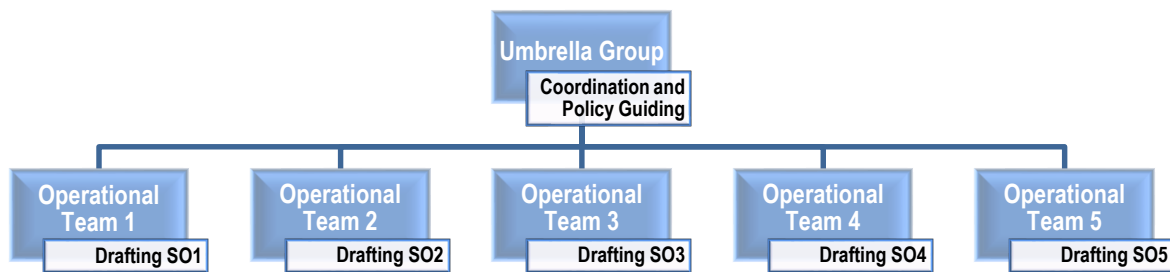 Umbrella Group
Coordination and
Policy Guiding
Operational
Team 1
Drafting SO1
Operational
Team 2
Drafting SO2
Operational
Team 3
Drafting SO3
Operational
Team 4
Drafting SO4
Operational
Team 5
Drafting SO5